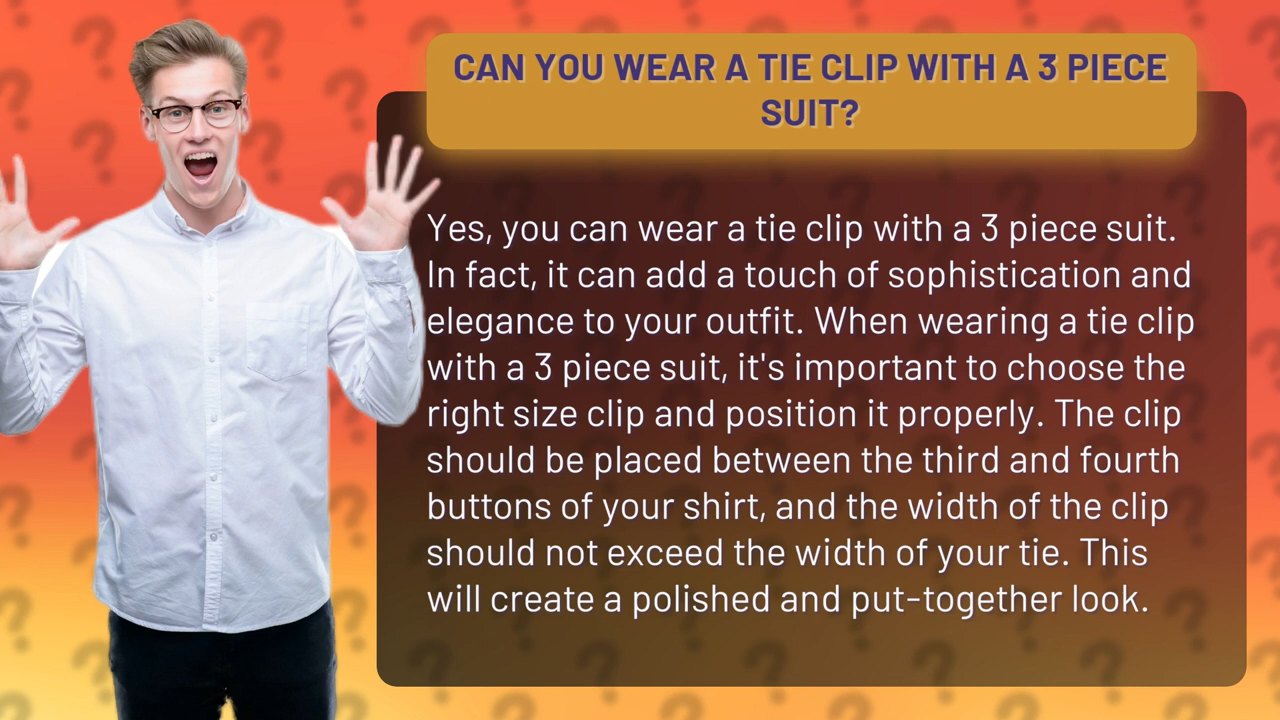 CAN YOU WEAR A TIE CLIP WITH A 3 PIECE
SUIT?
Yes, you can wear a tie clip with a 3 piece suit.
In fact, it can add a touch of sophistication and
elegance to your outfit. When wearing a tie clip
with a 3 piece suit, it's important to choose the
right size clip and position it properly. The clip
should be placed between the third and fourth
buttons of your shirt, and the width of the clip
should not exceed the width of your tie. This
will create a polished and put-together look.